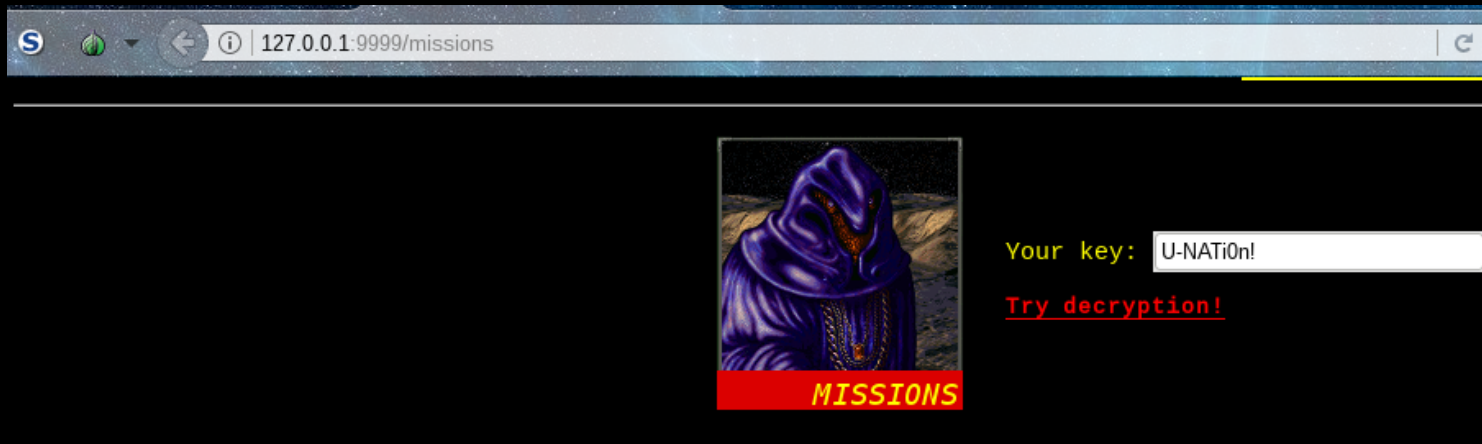 S
127.0.0.1:9999/missions
Your key: U-NATi0n!
Try decryption!
MISSIONS